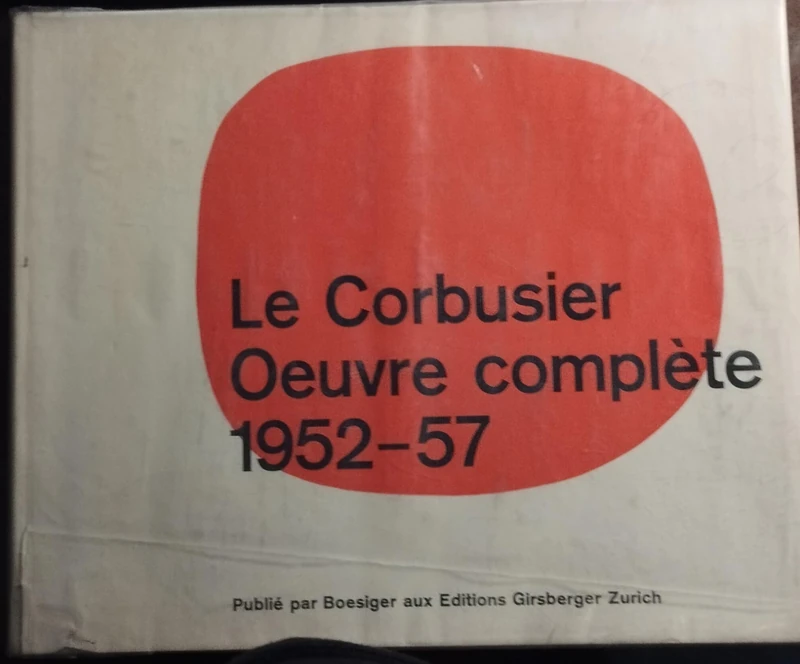 Le Corbusier
Oeuvre complète
1952–57
Publié par Boesiger aux Editions Girsberger Zurich